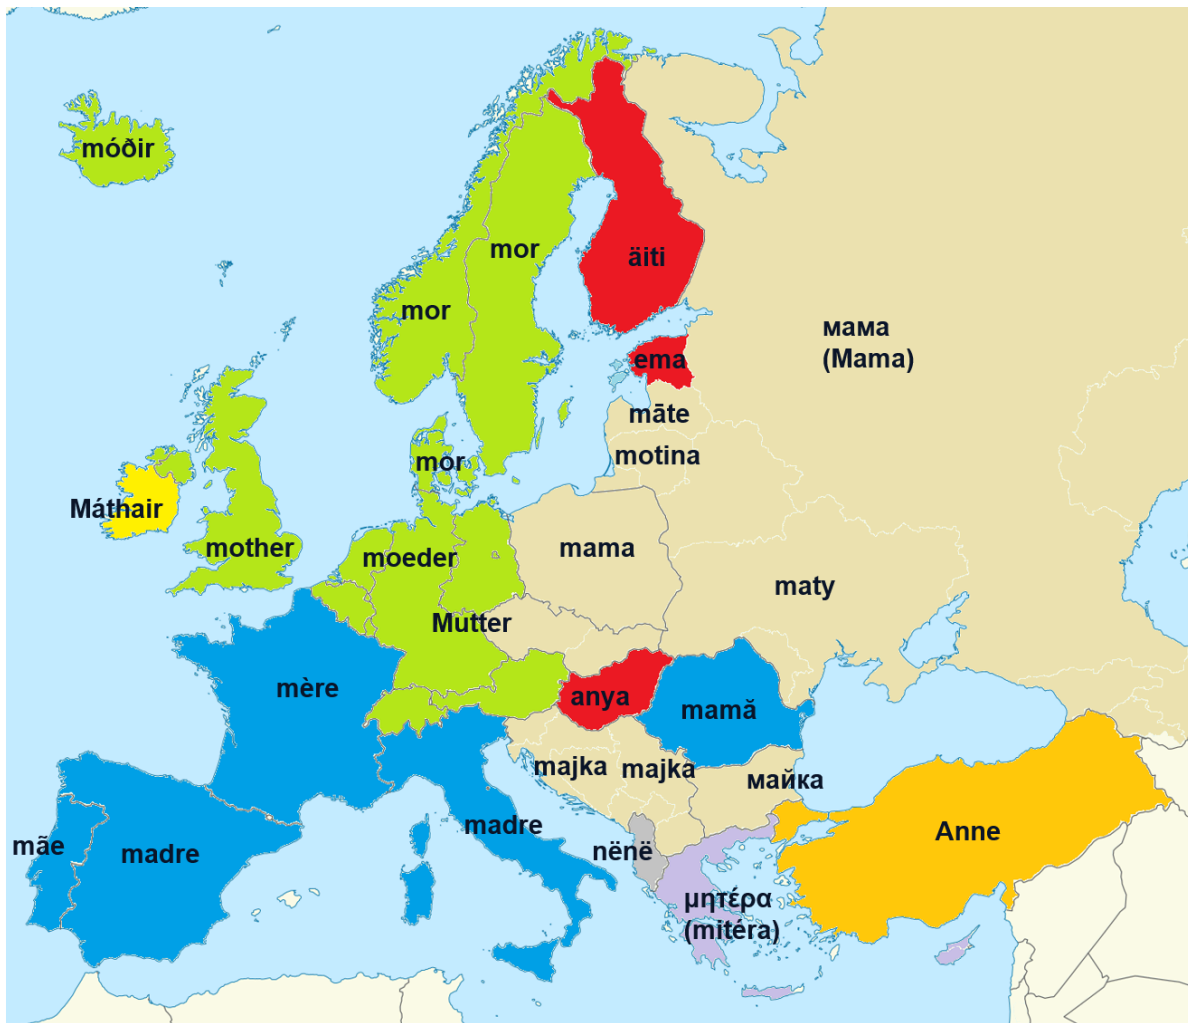 móðir
mor
äiti
mor
мама
(Mama)
ema
māte
mor
motina
Máthair
mother
moeder
mama
maty
Mutter
mère
anya
mamă
majka
majka
майка
mãe
madre
madre
nënë
Anne
μητέρα
(mitéra)